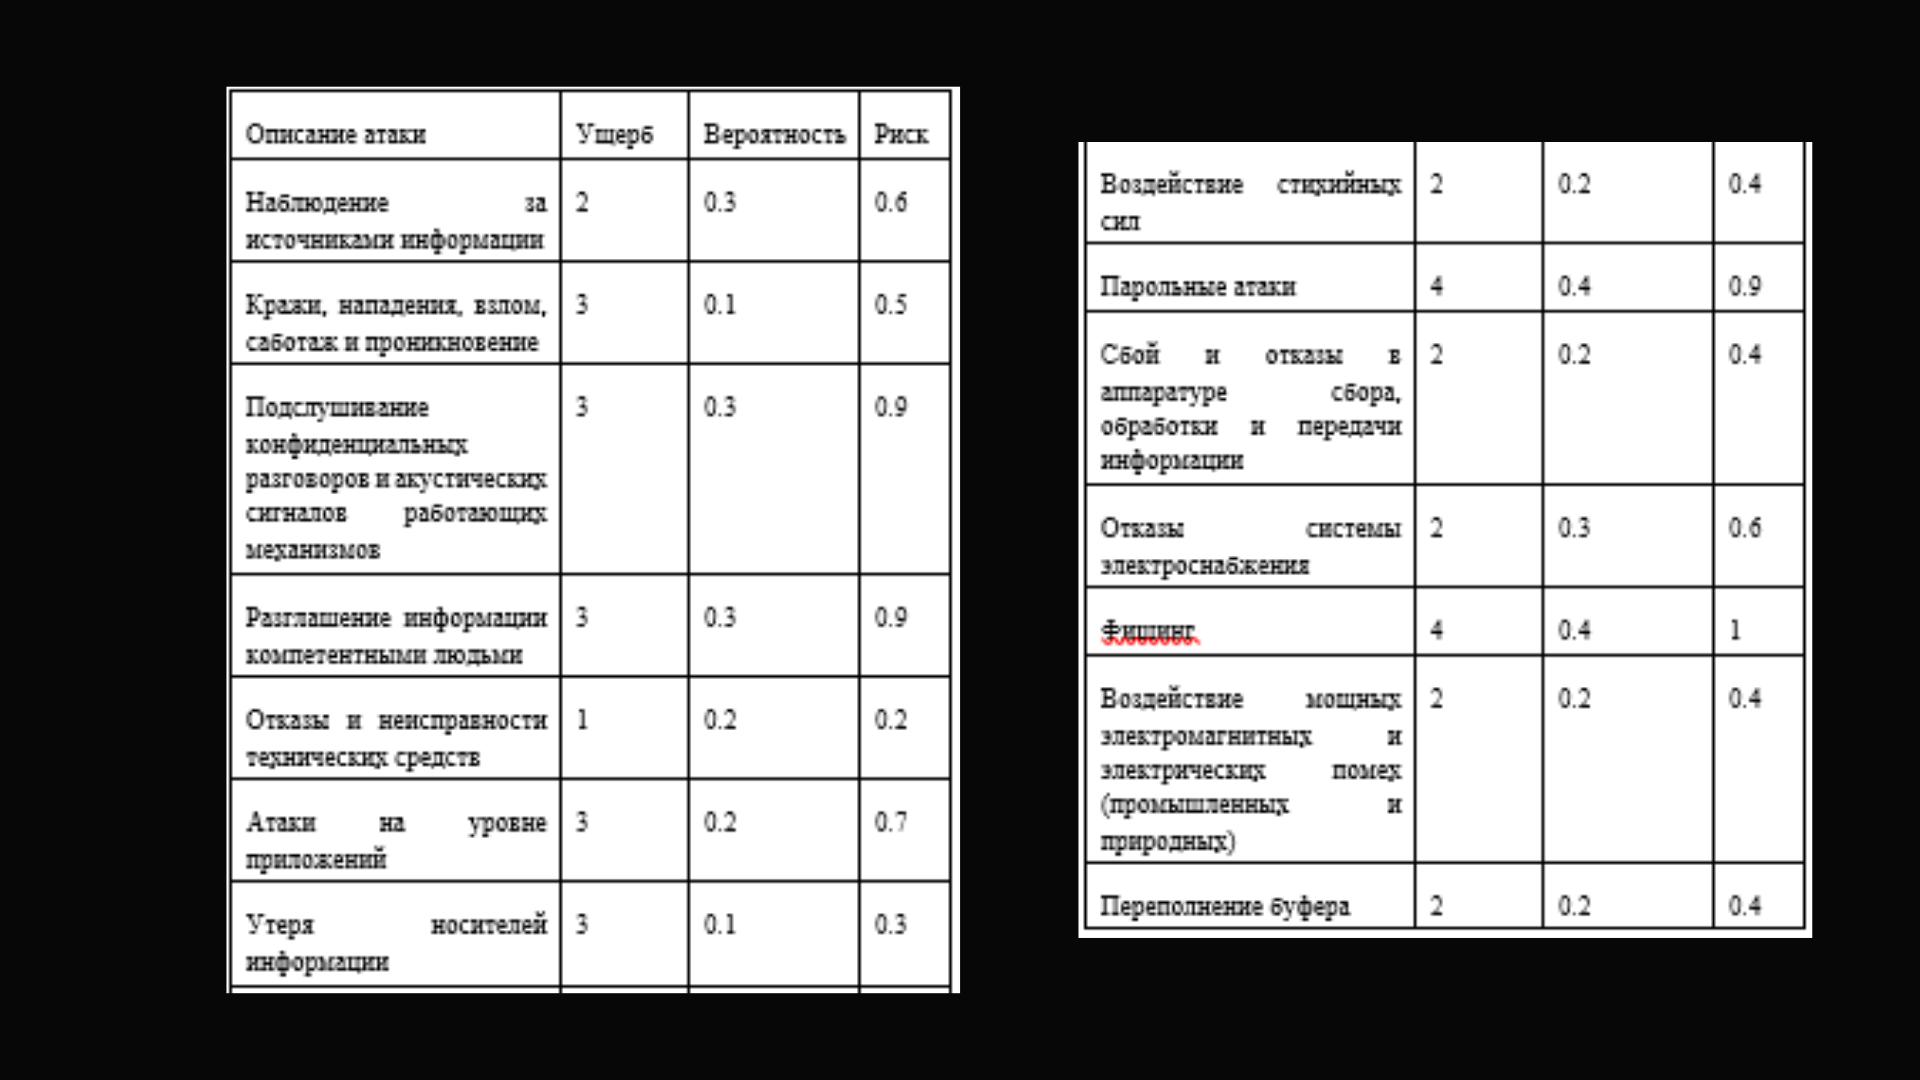 Описание атаки Ущерб Вероятность Риск
Наблюдение за 2 0.3 0.6
источниками информации
Кражи, нападения, взлом, 3 0.1 0.5
саботаж и проникновение
Подслушивание 3 0.3 0.9
конфиденциальных
разговоров и акустических
сигналов работающих
механизмов
Разглашение информации 3 0.3 0.9
компетентными людьми
Отказы и неисправности 1 0.2 0.2
технических средств
Атаки на уровне 3 0.2 0.7
приложений
Утеря носителей 3 0.1 0.3
информации
Воздействие стихийных 2 0.2 0.4
сил
Парольные атаки 4 0.4 0.9
Сбой и отказы в 2 0.2 0.4
аппаратуре сбора,
обработки и передачи
информации
Отказы системы 2 0.3 0.6
электроснабжения
Фишинг 4 0.4 1
Воздействие мощных 2 0.2 0.4
электромагнитных и
электрических помех
(промышленных и
природных)
Переполнение буфера 2 0.2 0.4